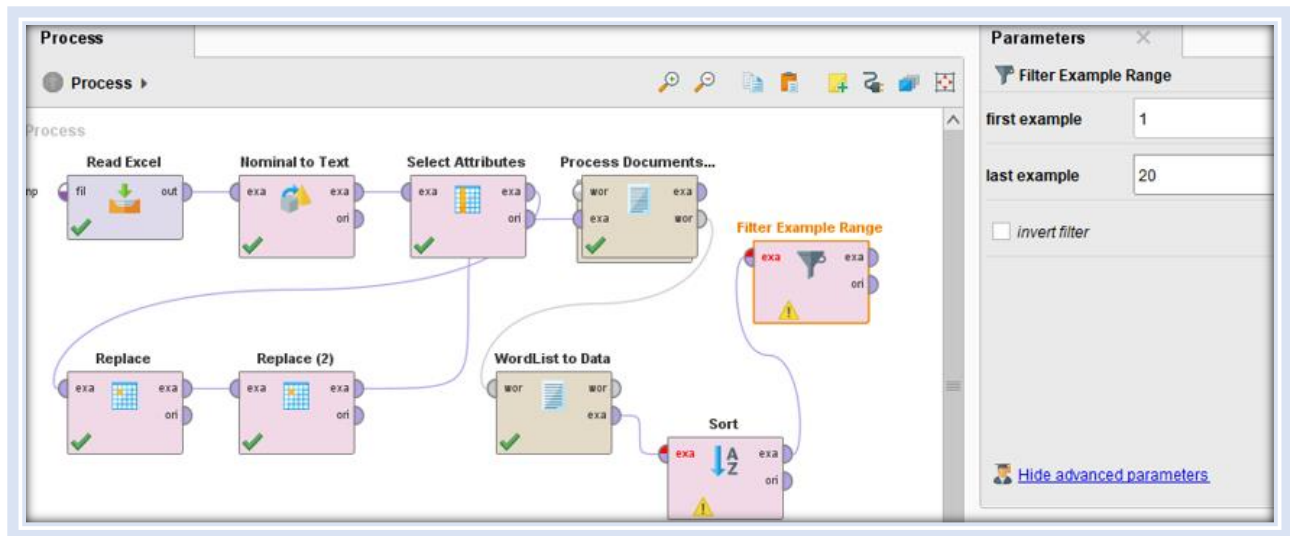 Process
Parameters
Process
Filter Example Range
first example
1
Process
Read Excel
Nominal to Text
Select Attributes
Process Documents...
np
fil
out
exa
exa
ori
exa
exa
ori
wor
exa
exa
wor
last example
20
Filter Example Range
exa
exa
ori
invert filter
Replace
Replace (2)
WordList to Data
exa
exa
ori
exa
exa
ori
wor
wor
exa
Sort
exa
A
Z
exa
ori
Hide advanced parameters